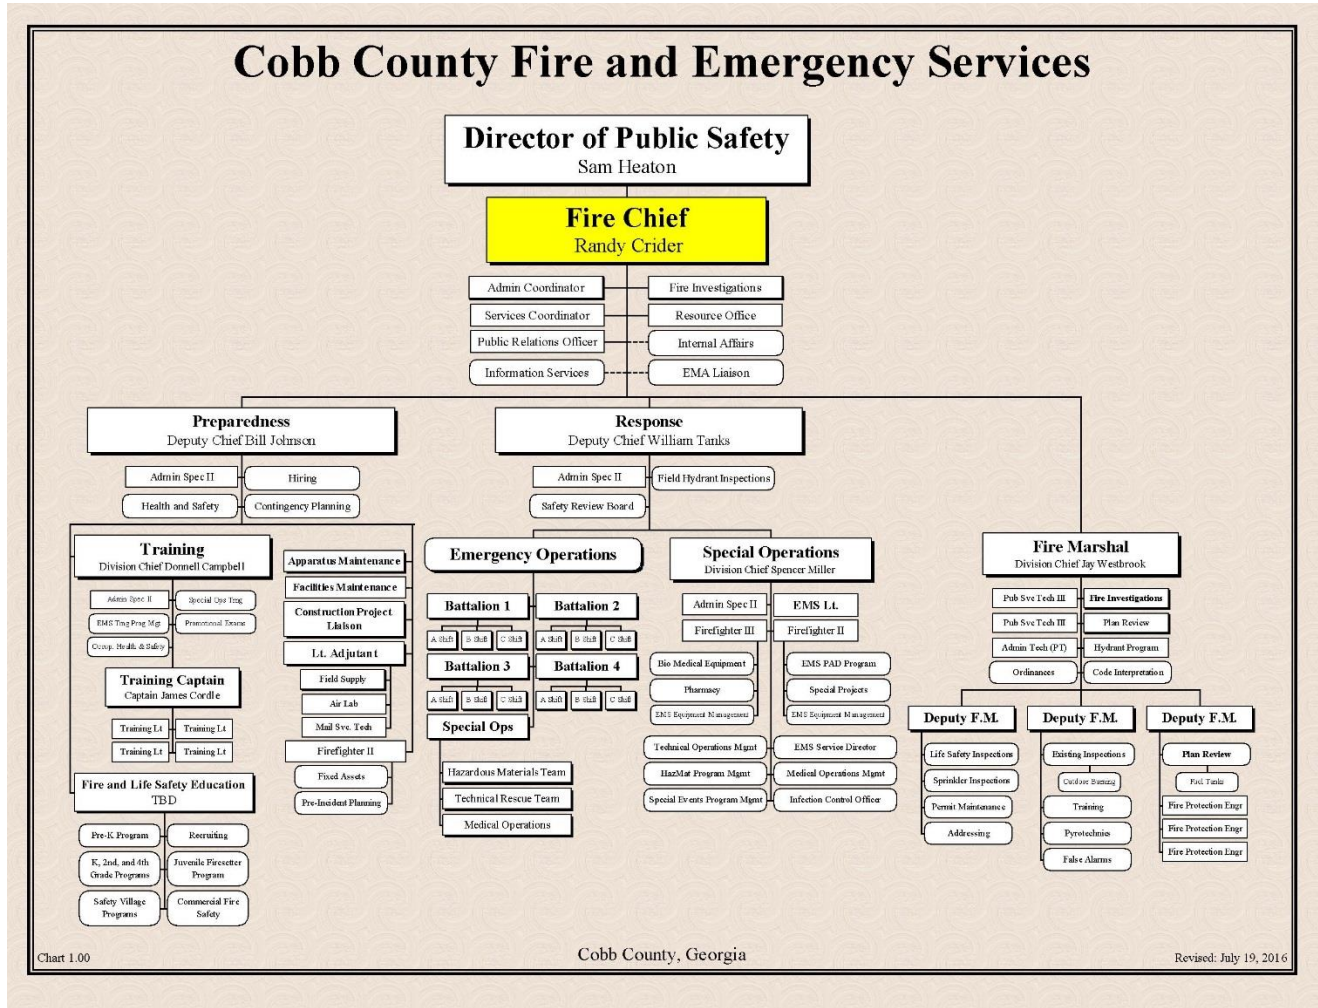 Cobb County Fire and Emergency Services
Director of Public Safety
Sam Heaton
Fire Chief
Randy Crider
Admin Coordinator
Fire Investigations
Services Coordinator
Resource Office
Public Relations Officer
Internal Affairs
Information Services
EMA Liaison
Preparedness
Deputy Chief Bill Johnson
Admin Spec II
Hiring
Health and Safety
Contingency Planning
Training
Division Chief Donnell Campbell
Admin Spec II
Special Ops Trng
EMS Trng Prog Mgt
Promotional Exams
Occup. Health & Safety
Training Captain
Captain James Cordle
Training Lt
Training Lt
Training Lt
Training Lt
Fire and Life Safety Education
TBD
Pre-K Program
Recruiting
K, 2nd, and 4th
Grade Programs
Juvenile Firesetter
Program
Safety Village
Programs
Commercial Fire
Safety
Apparatus Maintenance
Facilities Maintenance
Construction Project
Liaison
Lt. Adjutant
Field Supply
Air Lab
Mail Svc. Tech
Firefighter II
Fixed Assets
Pre-Incident Planning
Response
Deputy Chief William Tanks
Admin Spec II
Field Hydrant Inspections
Safety Review Board
Emergency Operations
Battalion 1
A Shift
B Shift
C Shift
Battalion 2
A Shift
B Shift
C Shift
Battalion 3
A Shift
B Shift
C Shift
Battalion 4
A Shift
B Shift
C Shift
Special Ops
Hazardous Materials Team
Technical Rescue Team
Medical Operations
Special Operations
Division Chief Spencer Miller
Admin Spec II
EMS Lt.
Firefighter III
Firefighter II
Bio Medical Equipment
EMS PAD Program
Pharmacy
Special Projects
EMS Equipment Management
EMS Equipment Management
Technical Operations Mgmt
EMS Service Director
HazMat Program Mgmt
Medical Operations Mgmt
Special Events Program Mgmt
Infection Control Officer
Fire Marshal
Division Chief Jay Westbrook
Pub Svc Tech III
Fire Investigations
Pub Svc Tech III
Plan Review
Admin Tech (PT)
Hydrant Program
Ordinances
Code Interpretation
Deputy F.M.
Life Safety Inspections
Sprinkler Inspections
Permit Maintenance
Addressing
Deputy F.M.
Existing Inspections
Outdoor Burning
Training
Pyrotechnics
False Alarms
Deputy F.M.
Plan Review
Fuel Tanks
Fire Protection Engr
Fire Protection Engr
Fire Protection Engr
Chart 1.00
Cobb County, Georgia
Revised: July 19, 2016